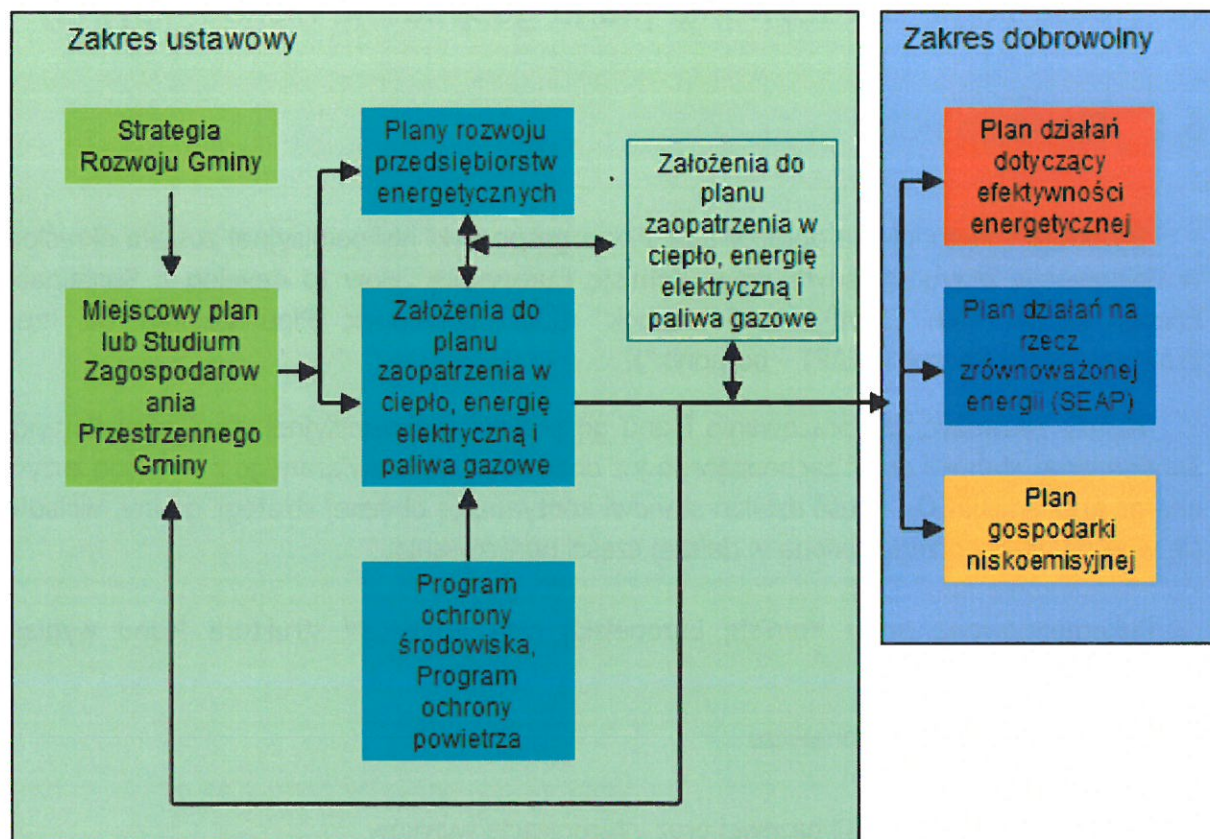 Zakres ustawowy
Strategia
Rozwoju Gminy
Miejscowy plan
lub Studium
Zagospodarow
ania
Przestrzennego
Gminy
Plany rozwoju
przedsiębiorstw
energetycznych
Założenia do
planu
zaopatrzenia w
ciepło, energię
elektryczną i
paliwa gazowe
Program
ochrony
środowiska,
Program
ochrony
powietrza
Założenia do
planu
zaopatrzenia w
ciepło, energię
elektryczną i
paliwa gazowe
Zakres dobrowolny
Plan działań
dotyczący
efektywności
energetycznej
Plan działań na
rzecz
zrównoważonej
energii (SEAP)
Plan
gospodarki
niskoemisyjnej